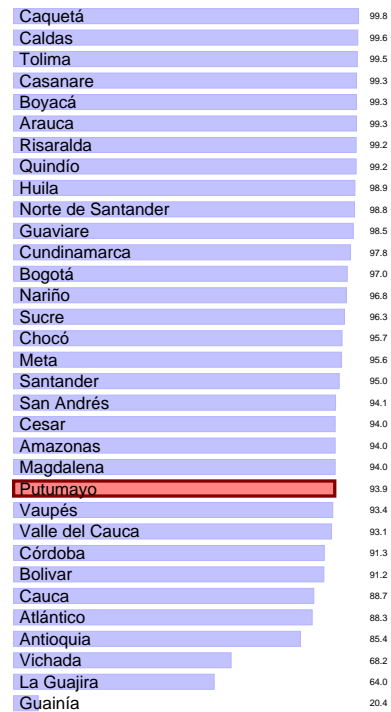 Caquetá 99.8
Caldas 99.6
Tolima 99.5
Casanare 99.3
Boyacá 99.3
Arauca 99.3
Risaralda 99.2
Quindío 99.2
Huila 98.9
Norte de Santander 98.8
Guaviare 98.5
Cundinamarca 97.8
Bogotá 97.0
Nariño 96.8
Sucre 96.3
Chocó 95.7
Meta 95.6
Santander 95.0
San Andrés 94.1
Cesar 94.0
Amazonas 94.0
Magdalena 94.0
Putumayo 93.9
Vaupés 93.4
Valle del Cauca 93.1
Córdoba 91.3
Bolivar 91.2
Cauca 88.7
Atlántico 88.3
Antioquia 85.4
Vichada 68.2
La Guajira 64.0
Guainía 20.4